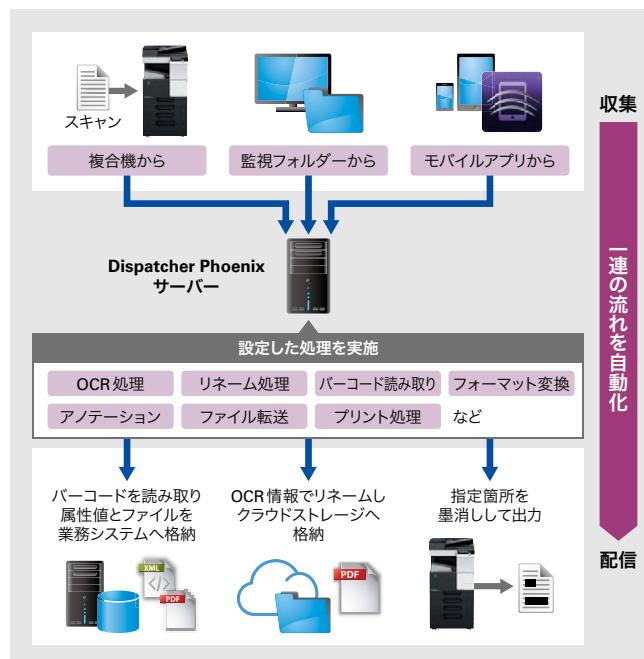 スキャン
複合機から
監視フォルダーから
モバイルアプリから
収集
一連の流れを自動化
配信
Dispatcher Phoenix
サーバー
設定した処理を実施
OCR処理
リネーム処理
バーコード読み取り
フォーマット変換
アノテーション
ファイル転送
プリント処理
など
バーコードを読み取り
属性値とファイルを
業務システムへ格納
XML
</>
PDF
OCR情報でリネームし
クラウドストレージへ
格納
PDF
指定箇所を
墨消しして出力